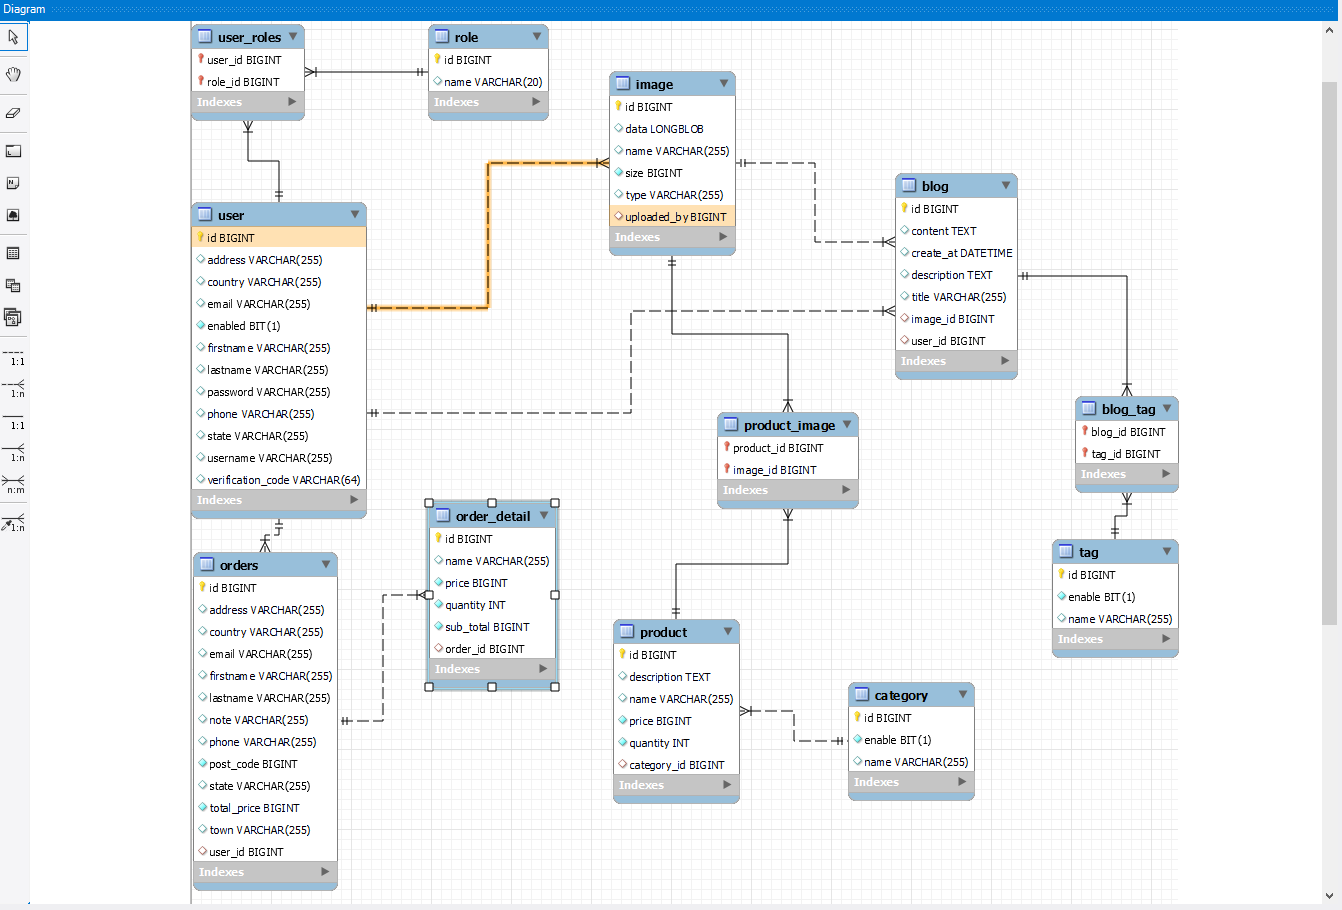 Diagram
user_roles
user_id BIGINT
role_id BIGINT
Indexes
role
id BIGINT
name VARCHAR(20)
Indexes
image
id BIGINT
data LONGBLOB
name VARCHAR(255)
size BIGINT
type VARCHAR(255)
uploaded_by BIGINT
Indexes
blog
id BIGINT
content TEXT
create_at DATETIME
description TEXT
title VARCHAR(255)
image_id BIGINT
user_id BIGINT
Indexes
user
id BIGINT
address VARCHAR(255)
country VARCHAR(255)
email VARCHAR(255)
enabled BIT(1)
firstname VARCHAR(255)
lastname VARCHAR(255)
password VARCHAR(255)
phone VARCHAR(255)
state VARCHAR(255)
username VARCHAR(255)
verification_code VARCHAR(64)
Indexes
product_image
product_id BIGINT
image_id BIGINT
Indexes
blog_tag
blog_id BIGINT
tag_id BIGINT
Indexes
order_detail
id BIGINT
name VARCHAR(255)
price BIGINT
quantity INT
sub_total BIGINT
order_id BIGINT
Indexes
tag
id BIGINT
enable BIT(1)
name VARCHAR(255)
Indexes
orders
id BIGINT
address VARCHAR(255)
country VARCHAR(255)
email VARCHAR(255)
firstname VARCHAR(255)
lastname VARCHAR(255)
note VARCHAR(255)
phone VARCHAR(255)
post_code BIGINT
state VARCHAR(255)
total_price BIGINT
town VARCHAR(255)
user_id BIGINT
Indexes
product
id BIGINT
description TEXT
name VARCHAR(255)
price BIGINT
quantity INT
category_id BIGINT
Indexes
category
id BIGINT
enable BIT(1)
name VARCHAR(255)
Indexes
1:1
1:n
1:1
1:n
n:m
1:n